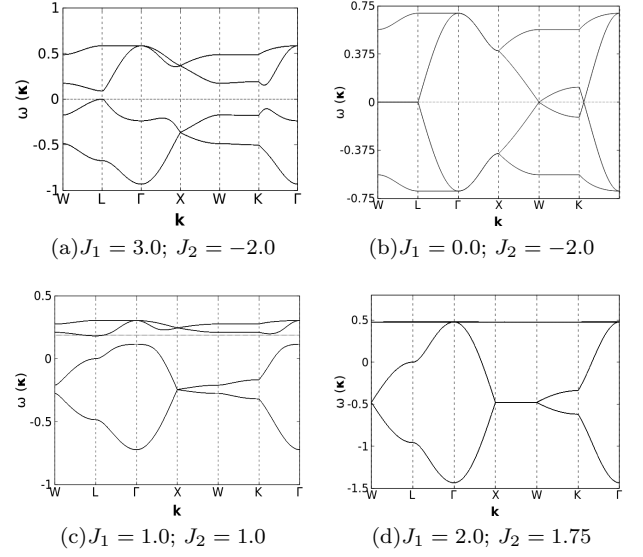 1
0.5
0
-0.5
-1
ω (κ)
W L Γ X W K Γ
k
(a)J₁ = 3.0; J₂ = −2.0
0.75
0.375
0
-0.375
-0.75
ω (κ)
W L Γ X W K
k
(b)J₁ = 0.0; J₂ = −2.0
0.5
0
-0.5
-1
ω (κ)
W L Γ X W K Γ
k
(c)J₁ = 1.0; J₂ = 1.0
0.5
0
-0.5
-1
-1.5
ω (κ)
W L Γ X W K Γ
k
(d)J₁ = 2.0; J₂ = 1.75